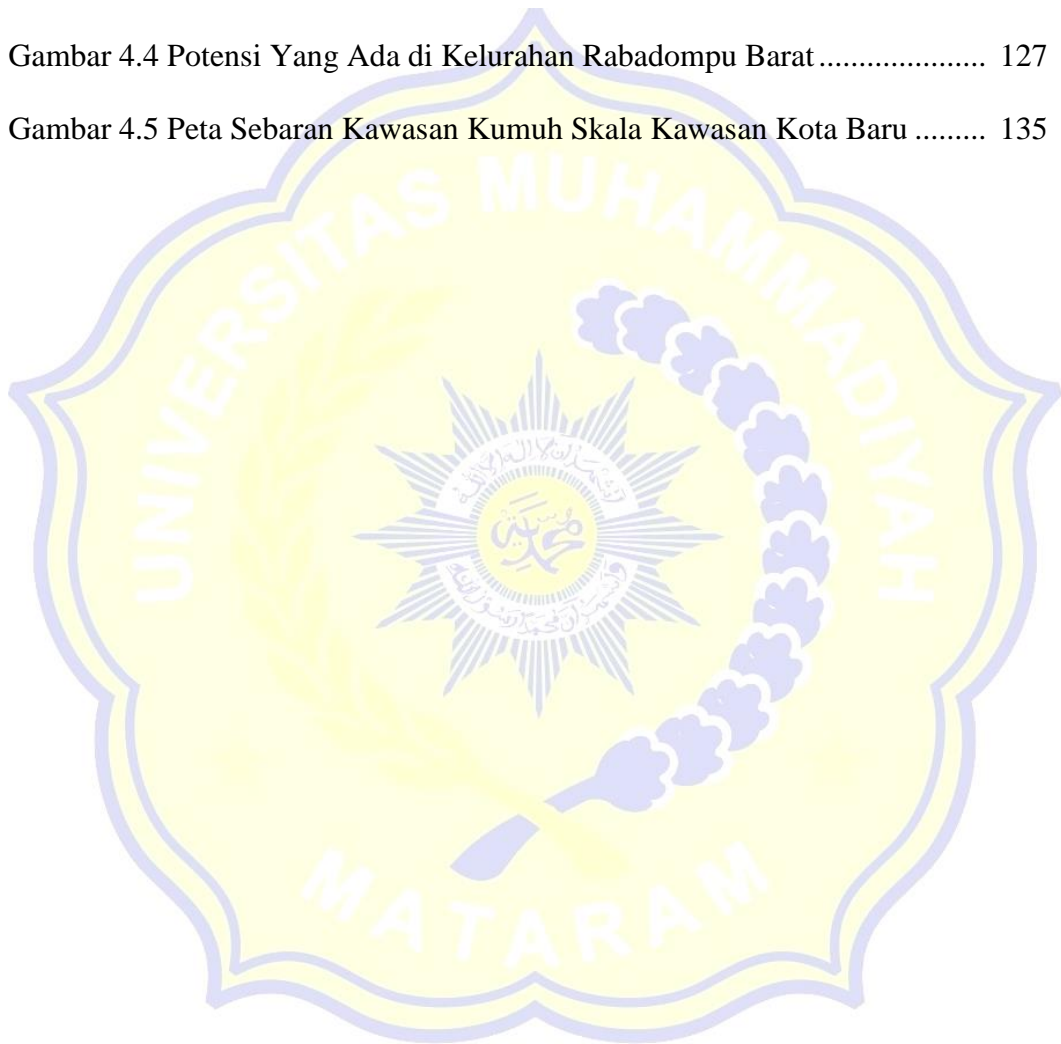 Gambar 4.4 Potensi Yang Ada di Kelurahan Rabadompu Barat..................... 127
Gambar 4.5 Peta Sebaran Kawasan Kumuh Skala Kawasan Kota Baru ......... 135
UNIVERSITAS MUHAMMADIYAH
محمدية
MATARAM